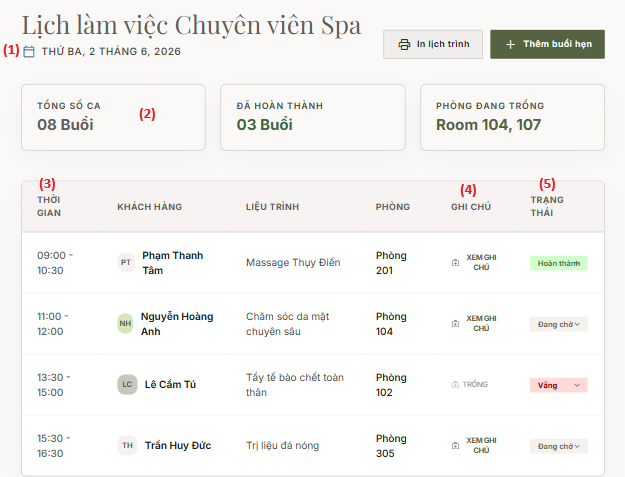 Lịch làm việc Chuyên viên Spa
(1) THỨ BA, 2 THÁNG 6, 2026
In lịch trình
+ Thêm buổi hẹn
TỔNG SỐ CA
08 Buổi
(2)
ĐÃ HOÀN THÀNH
03 Buổi
PHÒNG ĐANG TRỐNG
Room 104, 107
(3)
THỜI
GIAN
KHÁCH HÀNG
LIỆU TRÌNH
PHÒNG
(4)
GHI CHÚ
(5)
TRẠNG
THÁI
09:00 -
10:30
PT
Phạm Thanh
Tâm
Massage Thụy Điển
Phòng
201
XEM GHI
CHÚ
Hoàn thành
11:00 -
12:00
NH
Nguyễn Hoàng
Anh
Chăm sóc da mặt
chuyên sâu
Phòng
104
XEM GHI
CHÚ
Đang chờ
13:30 -
15:00
LC
Lê Cẩm Tú
Tẩy tế bào chết toàn
thân
Phòng
102
TRỐNG
Vắng
15:30 -
16:30
TH
Trần Huy Đức
Trị liệu đá nóng
Phòng
305
XEM GHI
CHÚ
Đang chờ